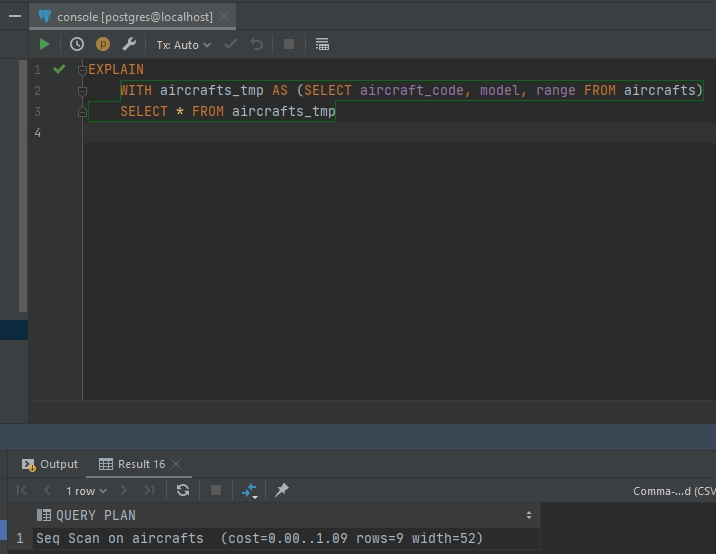 console [postgres@localhost]
Tx: Auto
1 EXPLAIN
2 WITH aircrafts_tmp AS (SELECT aircraft_code, model, range FROM aircrafts)
3 SELECT * FROM aircrafts_tmp
4
Output Result 16
1 row Comma-...d (CSV
QUERY PLAN
1 Seq Scan on aircrafts (cost=0.00..1.09 rows=9 width=52)